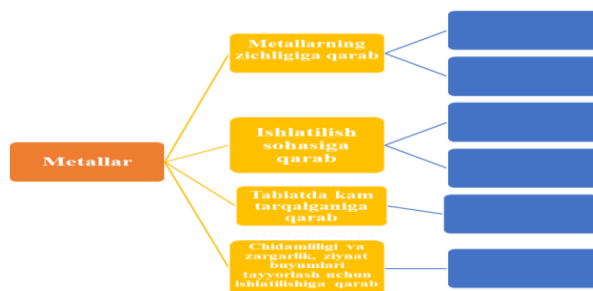 Metallarning
zichligiga qarab
Ishlatilish
sohasiga
qarab
Metallar
Tabiatda kam
tarqalganiga
qarab
Chidamliligi va
zargarlik, ziynat
buyumlari
tayyorlash uchun
ishlatilishiga qarab